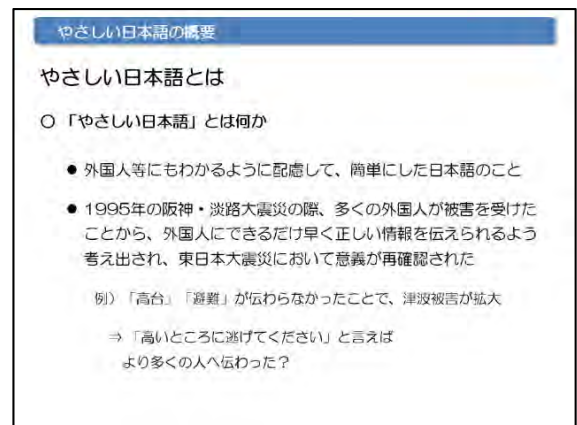 やさしい日本語の概要
やさしい日本語とは
○ 「やさしい日本語」とは何か
● 外国人等にもわかるように配慮して、簡単にした日本語のこと
● 1995年の阪神・淡路大震災の際、多くの外国人が被害を受けた
ことから、外国人にできるだけ早く正しい情報を伝えられるよう
考え出され、東日本大震災において意義が再確認された
例）「高台」「避難」が伝わらなかったことで、津波被害が拡大
⇒ 「高いところに逃げてください」と言えば
より多くの人へ伝わった？